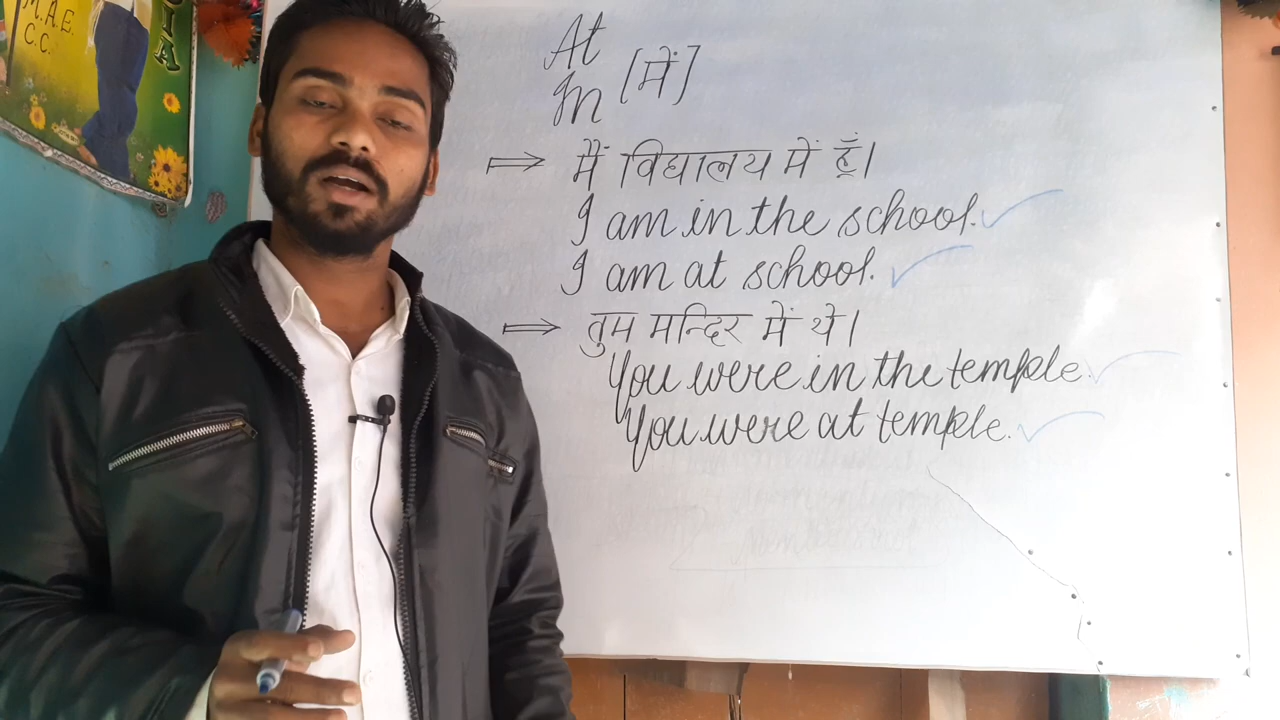 M.A.E.
C.C.
CIA
At
In [में]
⇒ मैं विद्यालय में हूँ।
I am in the school. ✓
I am at school. ✓
⇒ तुम मन्दिर में थे।
You were in the temple. ✓
You were at temple. ✓